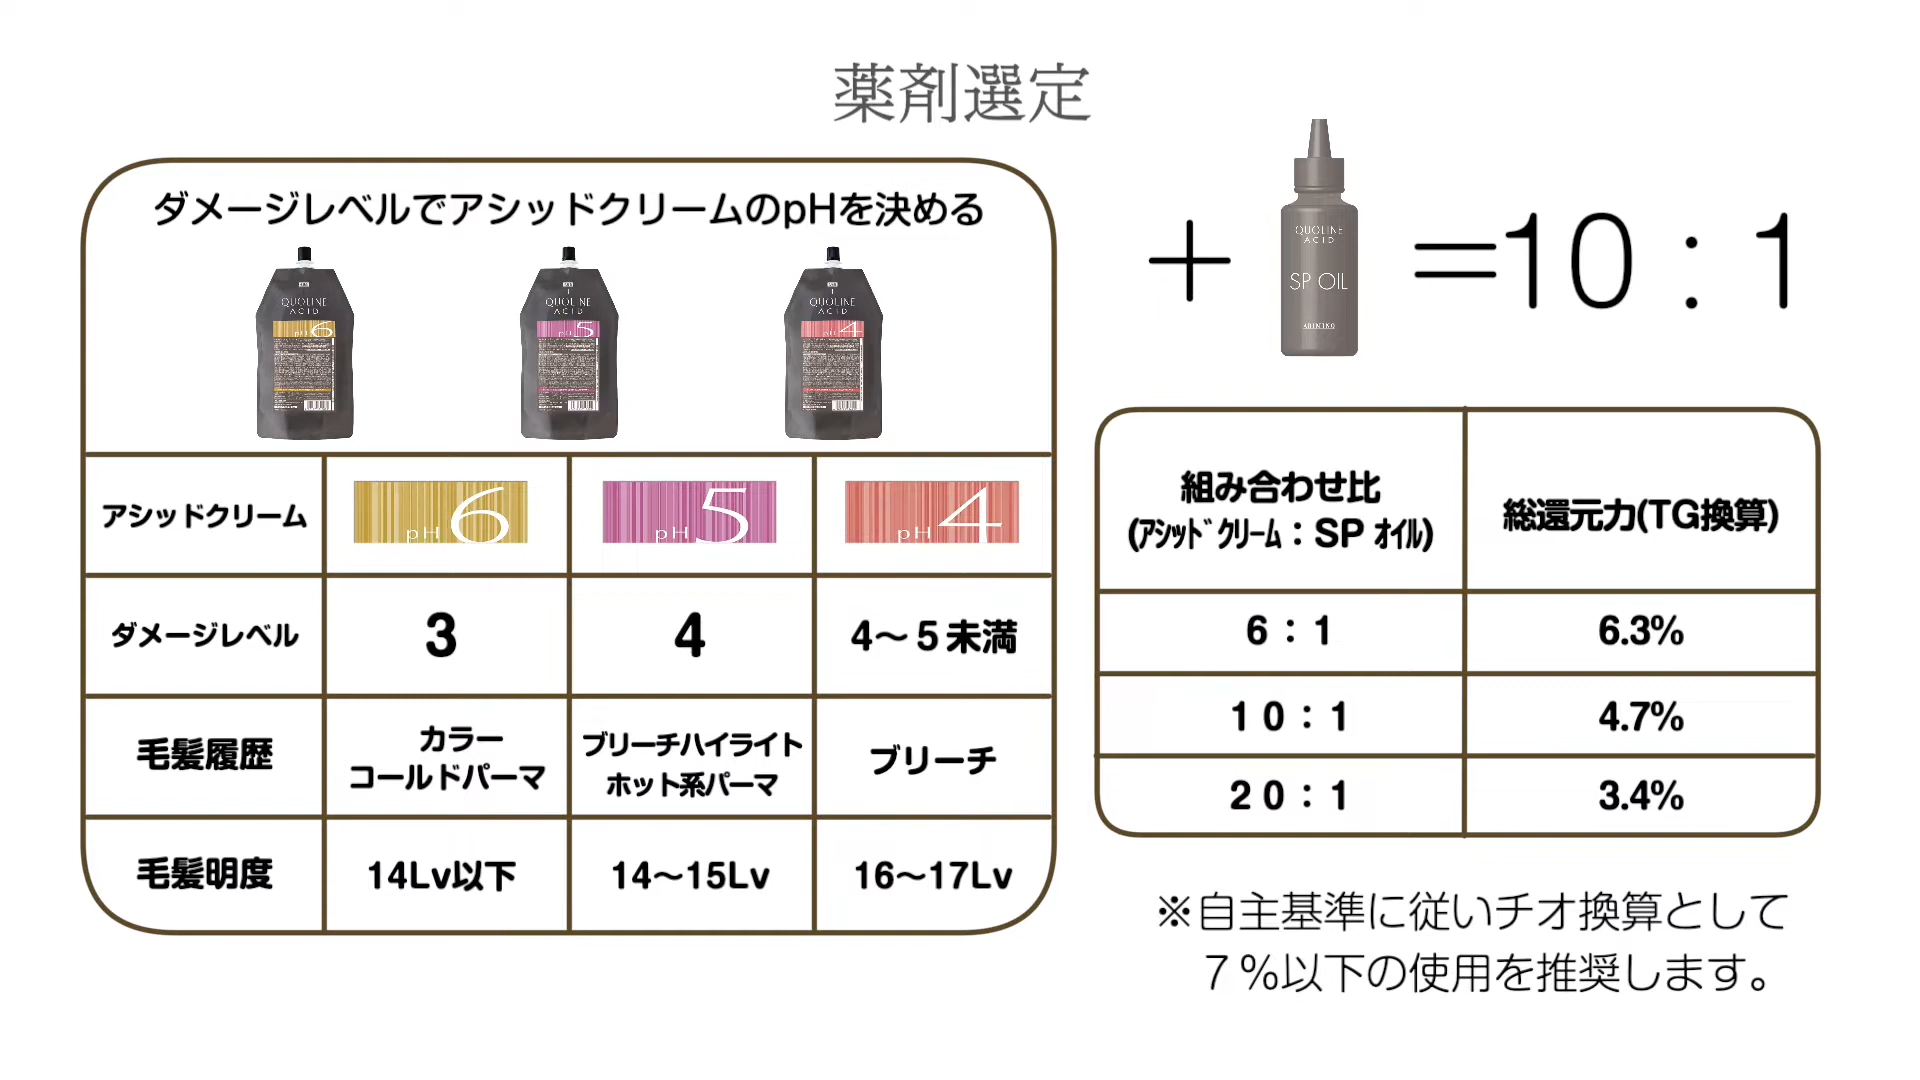 薬剤選定
ダメージレベルでアシッドクリームのpHを決める
QUOLINE
ACID
pH 6
QUOLINE
ACID
pH 5
QUOLINE
ACID
pH 4
アシッドクリーム
pH 6
pH 5
pH 4
ダメージレベル
3
4
4〜５未満
毛髪履歴
カラー
コールドパーマ
ブリーチハイライト
ホット系パーマ
ブリーチ
毛髪明度
14Lv以下
14〜15Lv
16〜17Lv
＋
QUOLINE
ACID
SP OIL
ARIMINO
=10：1
組み合わせ比
(ｱｼｯﾄﾞｸﾘｰﾑ：SP ｵｲﾙ)
総還元力(TG換算)
6：1
6.3%
10：1
4.7%
20：1
3.4%
※自主基準に従いチオ換算として
７％以下の使用を推奨します。